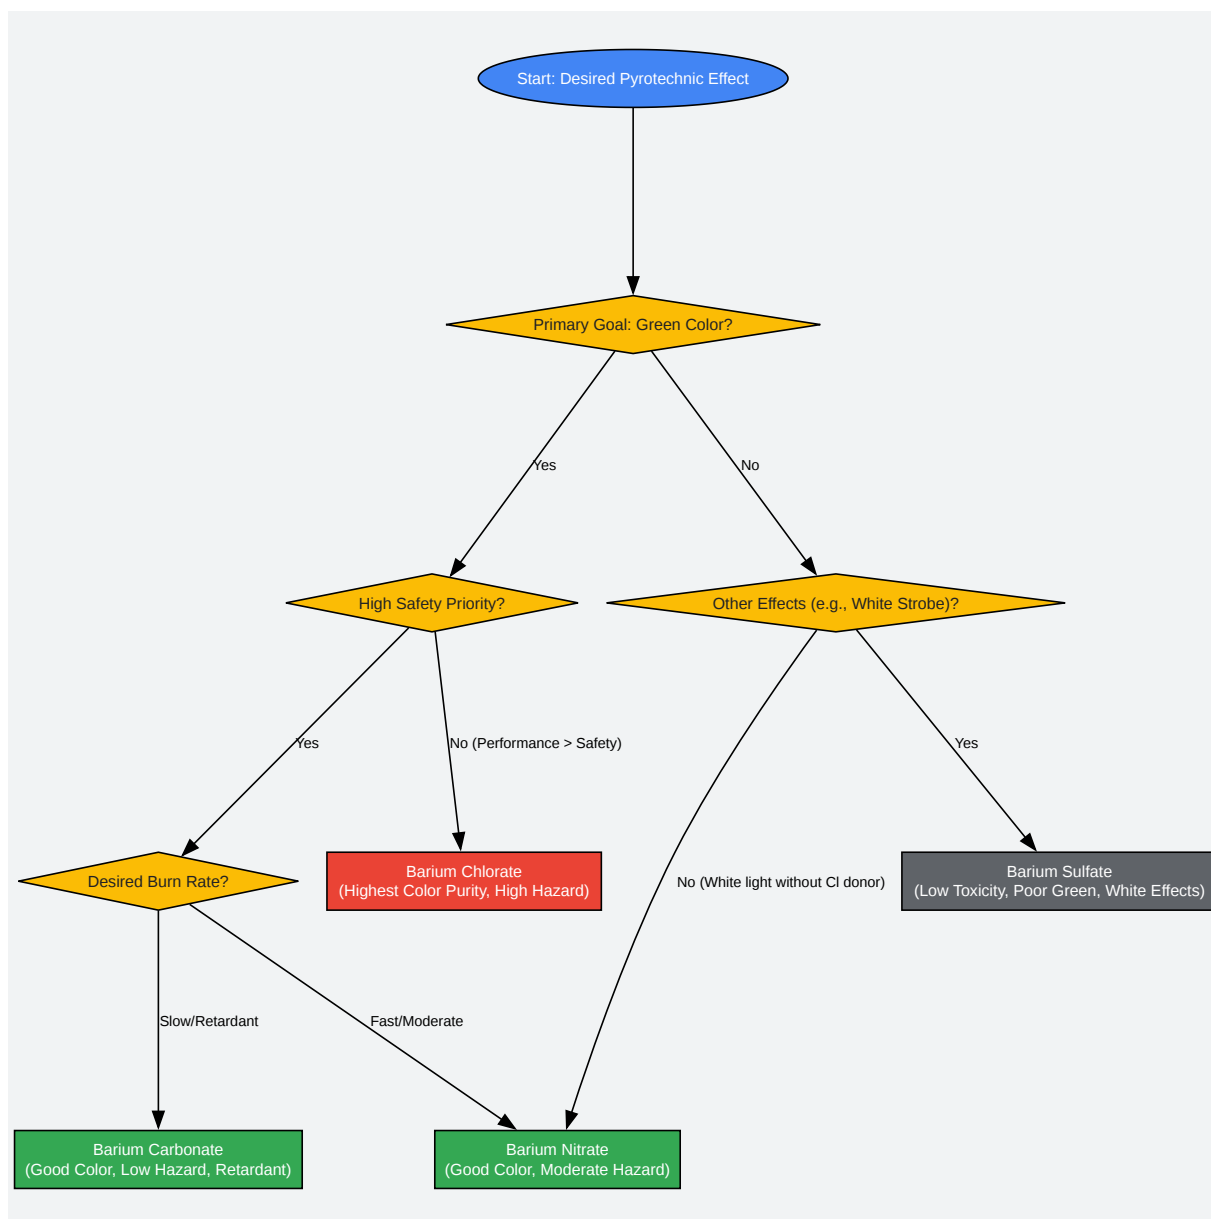 Start: Desired Pyrotechnic Effect
Primary Goal: Green Color?
Yes
No
High Safety Priority?
Other Effects (e.g., White Strobe)?
Yes
No (Performance > Safety)
Yes
Desired Burn Rate?
Barium Chlorate
(Highest Color Purity, High Hazard)
No (White light without Cl donor)
Barium Sulfate
(Low Toxicity, Poor Green, White Effects)
Slow/Retardant
Fast/Moderate
Barium Carbonate
(Good Color, Low Hazard, Retardant)
Barium Nitrate
(Good Color, Moderate Hazard)